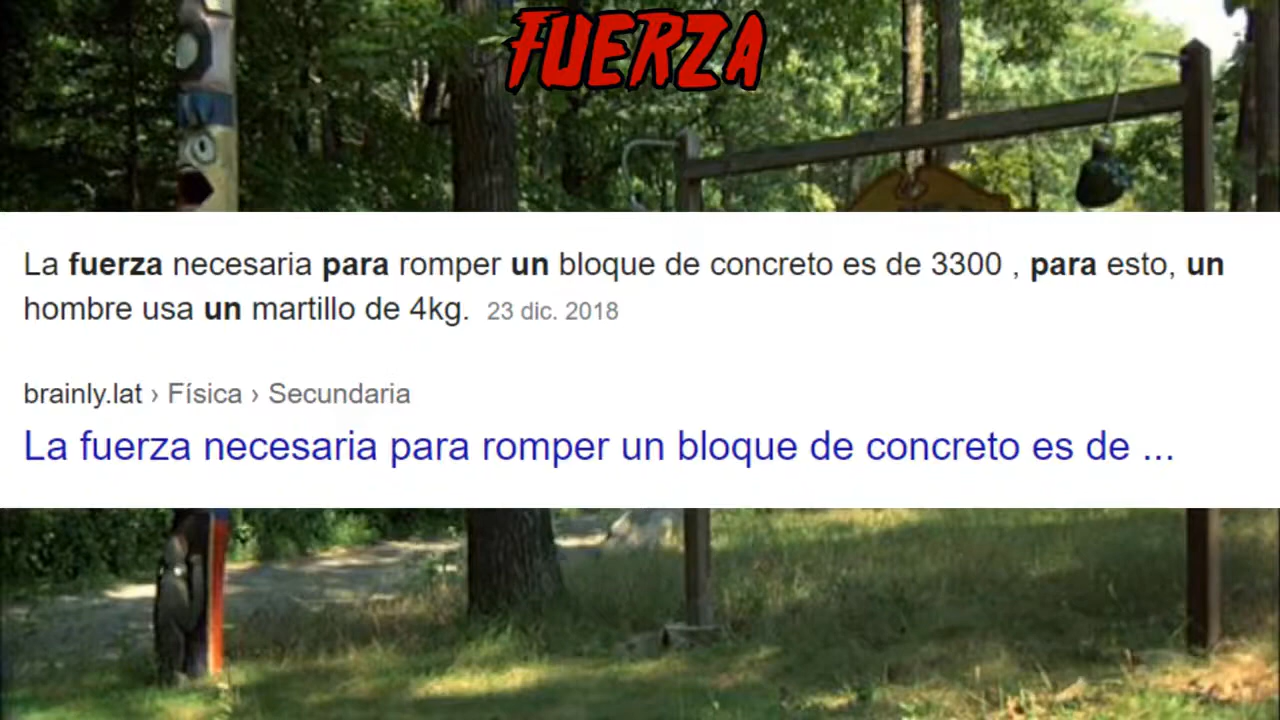 FUERZA
La fuerza necesaria para romper un bloque de concreto es de 3300 , para esto, un
hombre usa un martillo de 4kg. 23 dic. 2018
brainly.lat › Física › Secundaria
La fuerza necesaria para romper un bloque de concreto es de ...